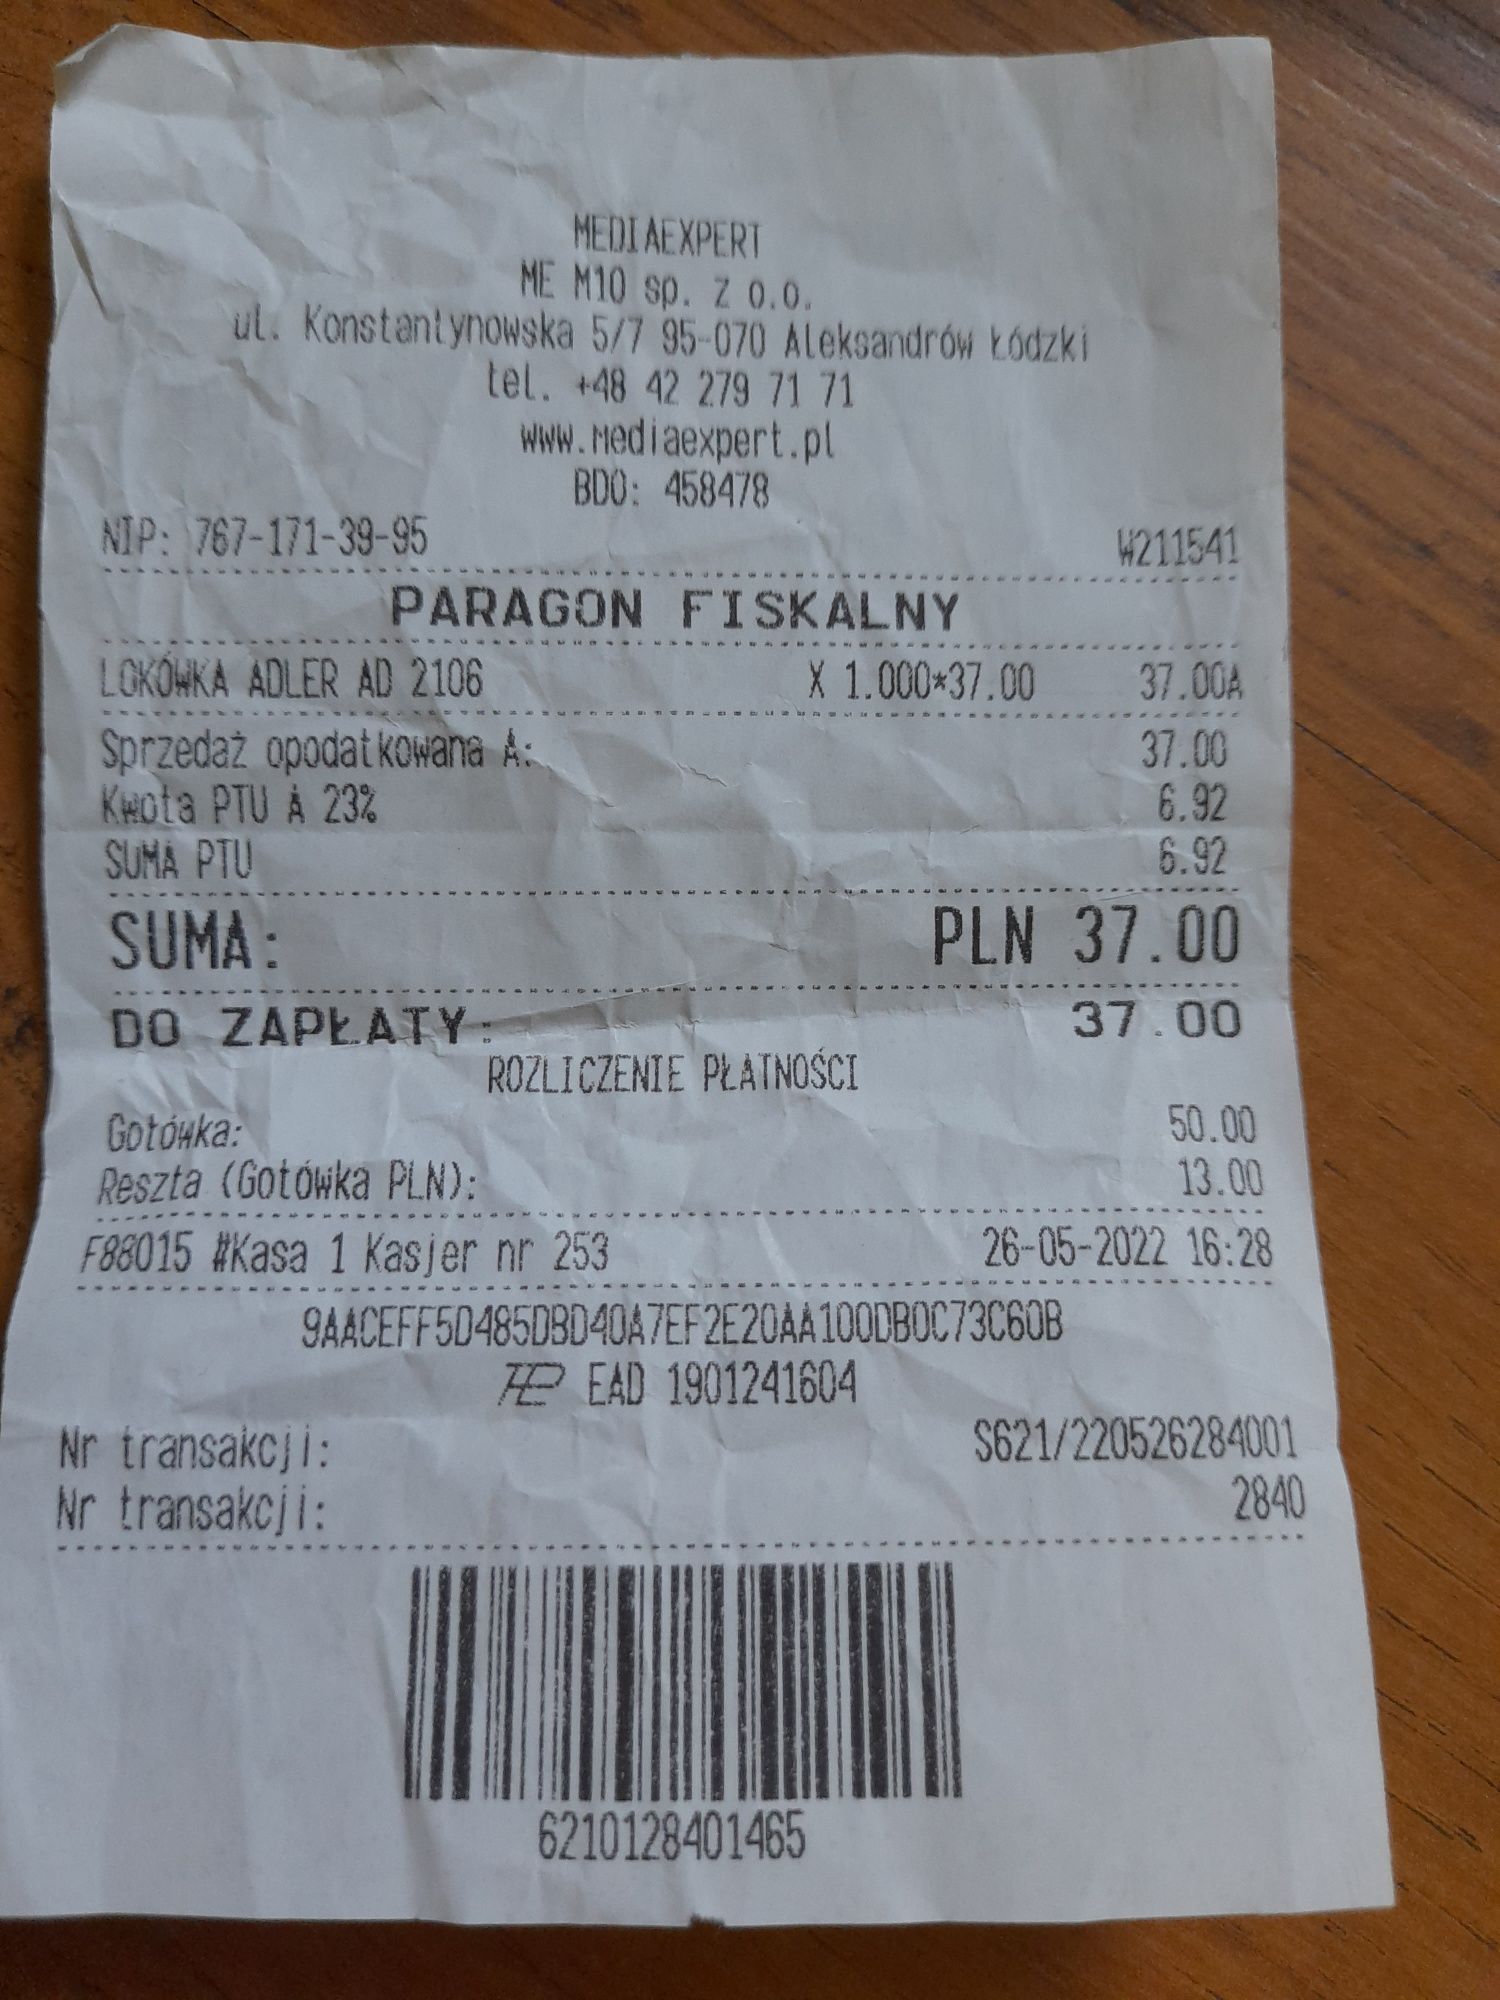 MEDIAEXPERT
ME M10 sp. z o.o.
ul. Konstantynowska 5/7 95-070 Aleksandrów Łódzki
tel. +48 42 279 71 71
www.mediaexpert.pl
BDO: 458478
NIP: 767-171-39-95 W211541
PARAGON FISKALNY
LOKÓWKA ADLER AD 2106 X 1.000*37.00 37.00A
Sprzedaż opodatkowana A: 37.00
Kwota PTU A 23% 6.92
SUMA PTU 6.92
SUMA: PLN 37.00
DO ZAPŁATY: 37.00
ROZLICZENIE PŁATNOŚCI
Gotówka: 50.00
Reszta (Gotówka PLN): 13.00
F86015 #Kasa 1 Kasjer nr 253 26-05-2022 16:28
9AACEFF5D485DBD40A7EF2E20AA100DB0C73C60B
EAD 1901241604
Nr transakcji: S621/220526284001
Nr transakcji: 2840
6210128401465